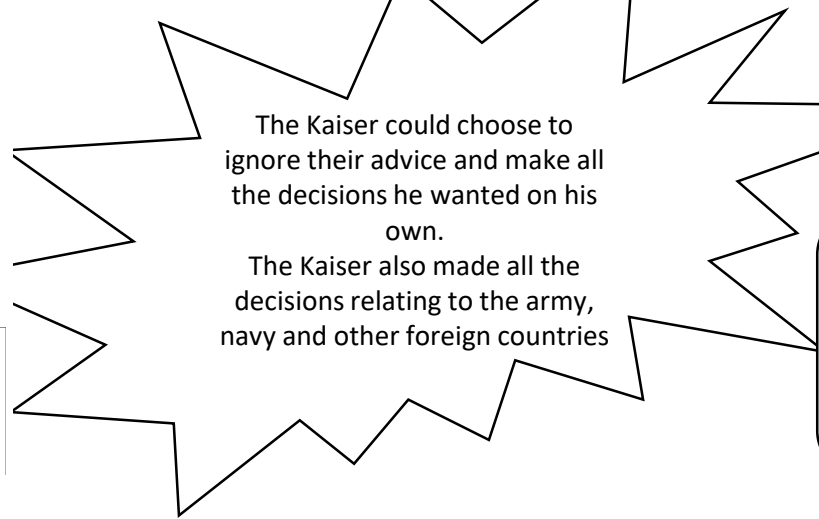 The Kaiser could choose to
ignore their advice and make all
the decisions he wanted on his
own.
The Kaiser also made all the
decisions relating to the army,
navy and other foreign countries